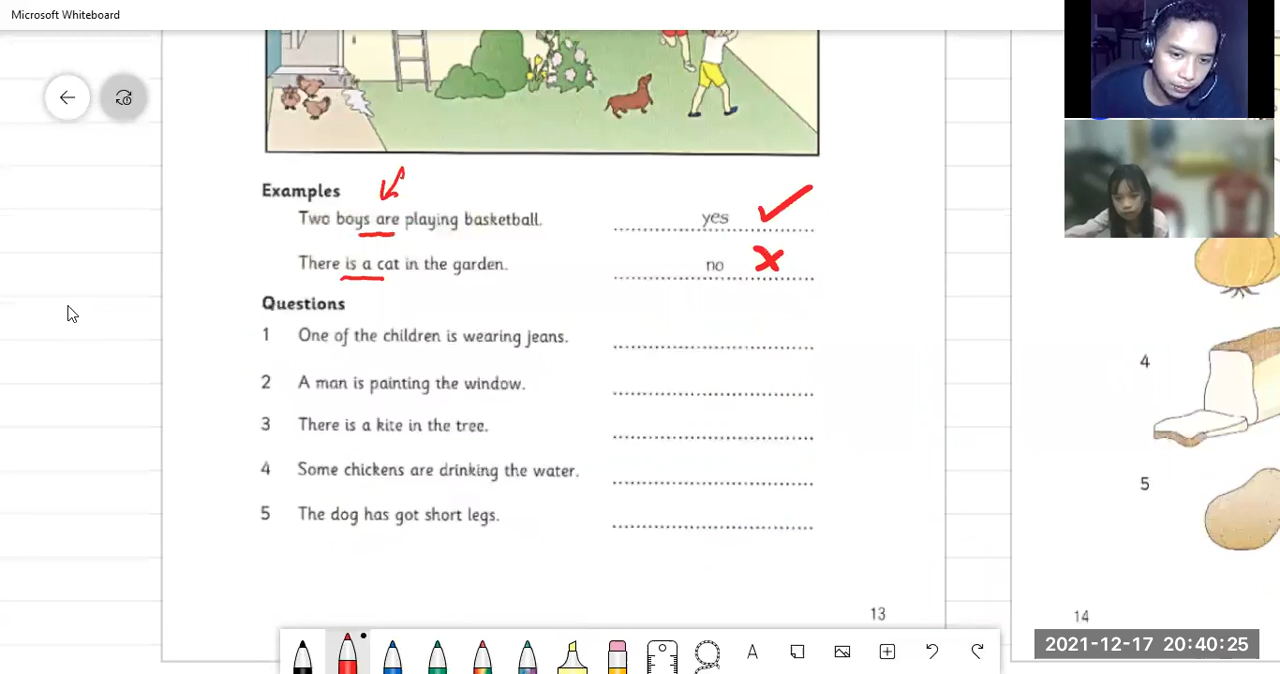 Microsoft Whiteboard
Examples
Two boys are playing basketball. yes
There is a cat in the garden. no
Questions
1 One of the children is wearing jeans.
2 A man is painting the window.
3 There is a kite in the tree.
4 Some chickens are drinking the water.
5 The dog has got short legs.
13
4
5
14
2021-12-17 20:40:25